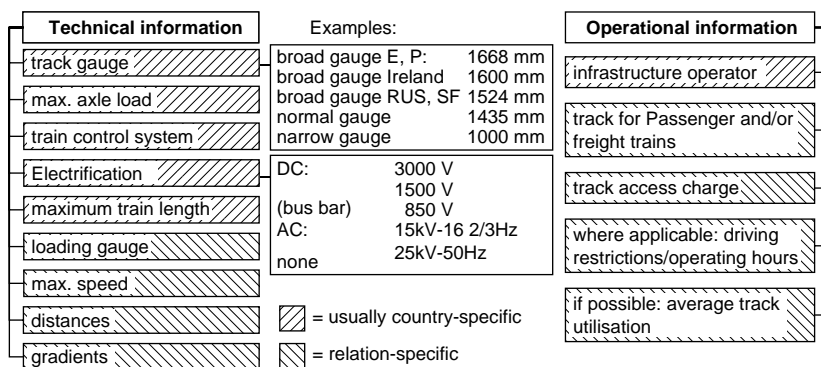 Technical information
track gauge
max. axle load
train control system
Electrification
maximum train length
loading gauge
max. speed
distances
gradients
Examples:
broad gauge E, P: 1668 mm
broad gauge Ireland 1600 mm
broad gauge RUS, SF 1524 mm
normal gauge 1435 mm
narrow gauge 1000 mm
DC: 3000 V
1500 V
(bus bar) 850 V
AC: 15kV-16 2/3Hz
25kV-50Hz
none
= usually country-specific
= relation-specific
Operational information
infrastructure operator
track for Passenger and/or
freight trains
track access charge
where applicable: driving
restrictions/operating hours
if possible: average track
utilisation